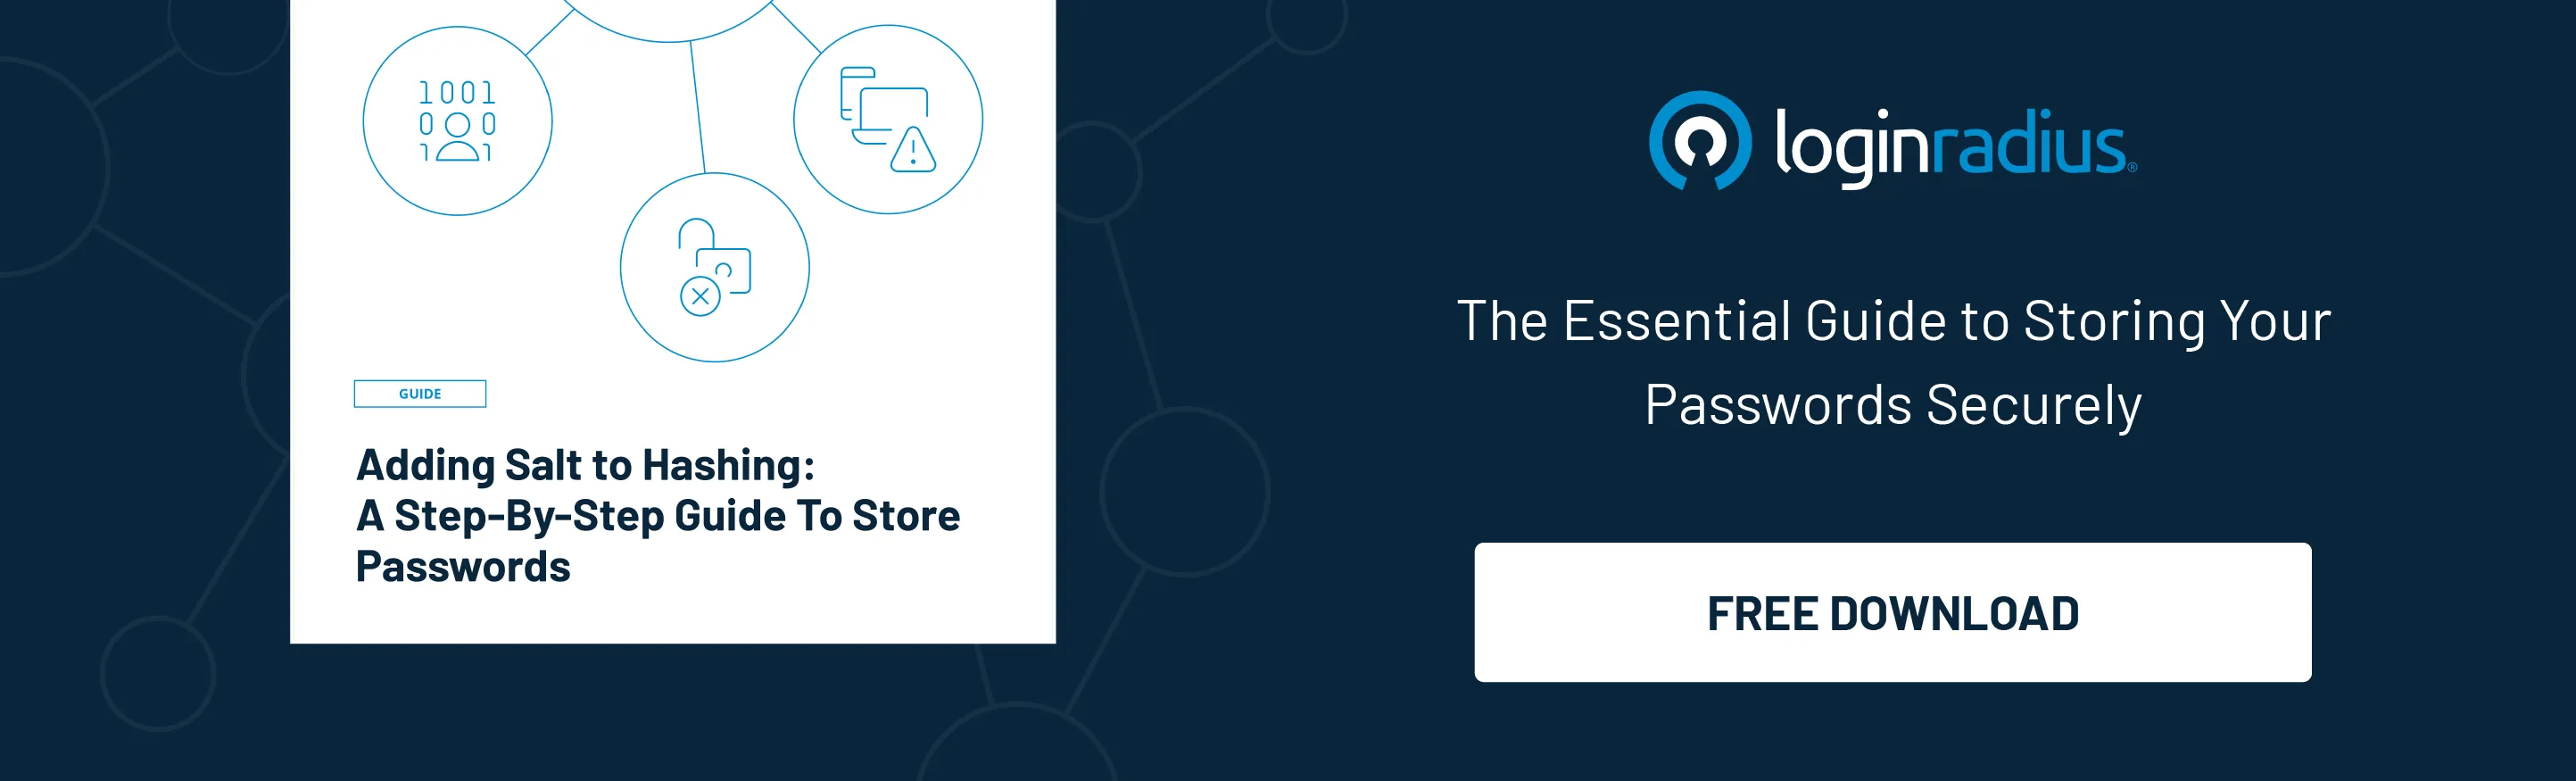 1001
0 0
1 1
GUIDE
Adding Salt to Hashing:
A Step-By-Step Guide To Store
Passwords
loginradius®
The Essential Guide to Storing Your
Passwords Securely
FREE DOWNLOAD